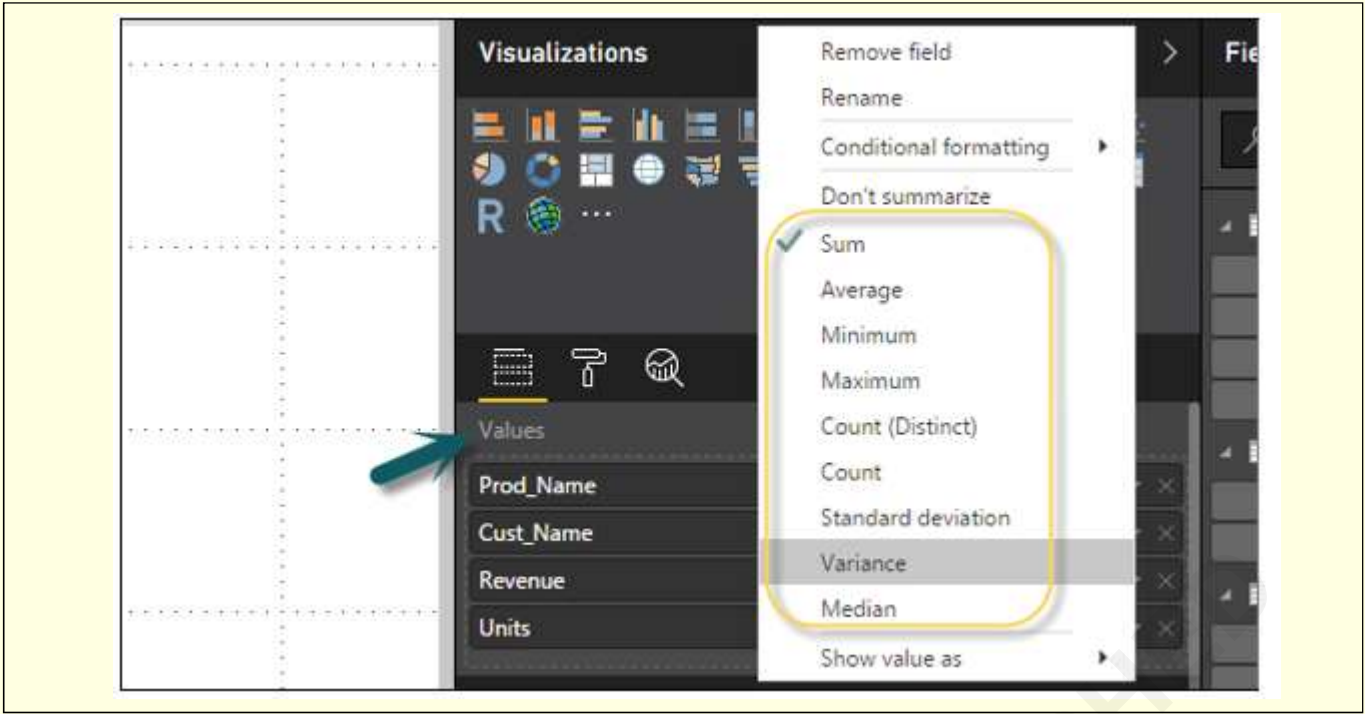 Visualizations
Fie
R
Values
Prod_Name
Cust_Name
Revenue
Units
Remove field
Rename
Conditional formatting
Don't summarize
Sum
Average
Minimum
Maximum
Count (Distinct)
Count
Standard deviation
Variance
Median
Show value as